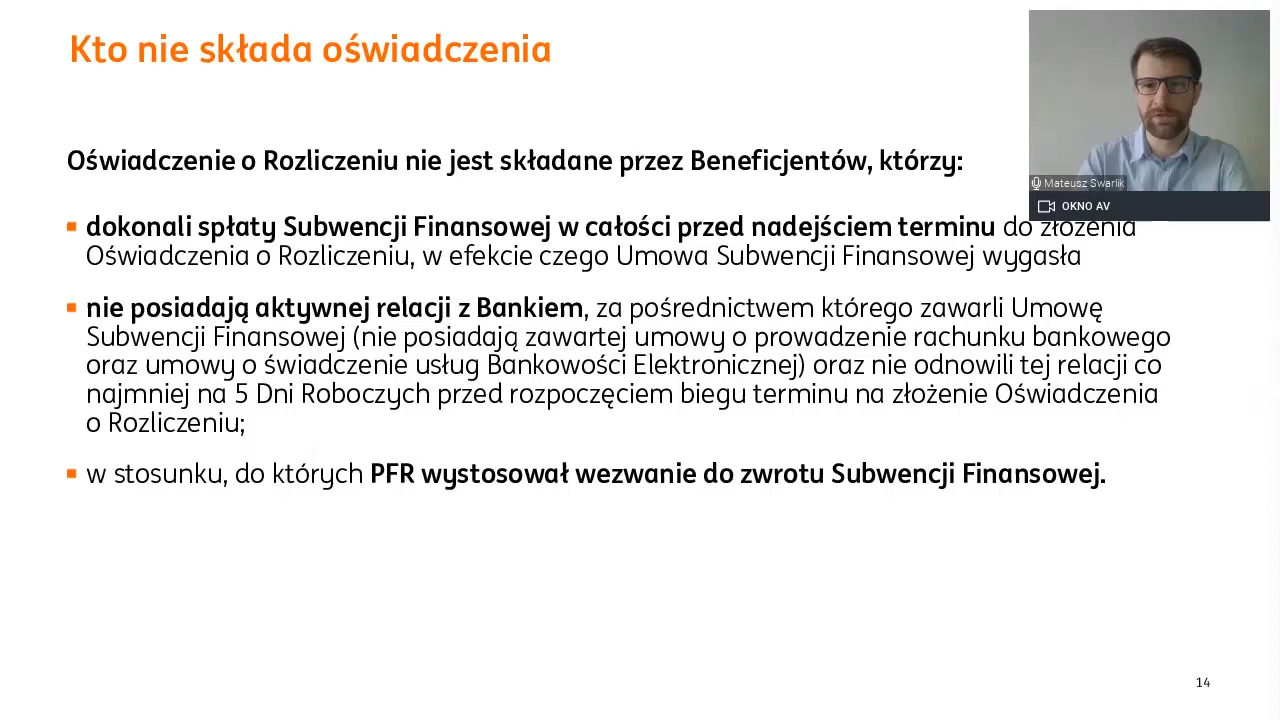 Kto nie składa oświadczenia
Oświadczenie o Rozliczeniu nie jest składane przez Beneficjentów, którzy:
dokonali spłaty Subwencji Finansowej w całości przed nadejściem terminu do złożenia
Oświadczenia o Rozliczeniu, w efekcie czego Umowa Subwencji Finansowej wygasła
nie posiadają aktywnej relacji z Bankiem, za pośrednictwem którego zawarli Umowę
Subwencji Finansowej (nie posiadają zawartej umowy o prowadzenie rachunku bankowego
oraz umowy o świadczenie usług Bankowości Elektronicznej) oraz nie odnowili tej relacji co
najmniej na 5 Dni Roboczych przed rozpoczęciem biegu terminu na złożenie Oświadczenia
o Rozliczeniu;
w stosunku, do których PFR wystosował wezwanie do zwrotu Subwencji Finansowej.
Mateusz Swarlik
OKNO AV
14